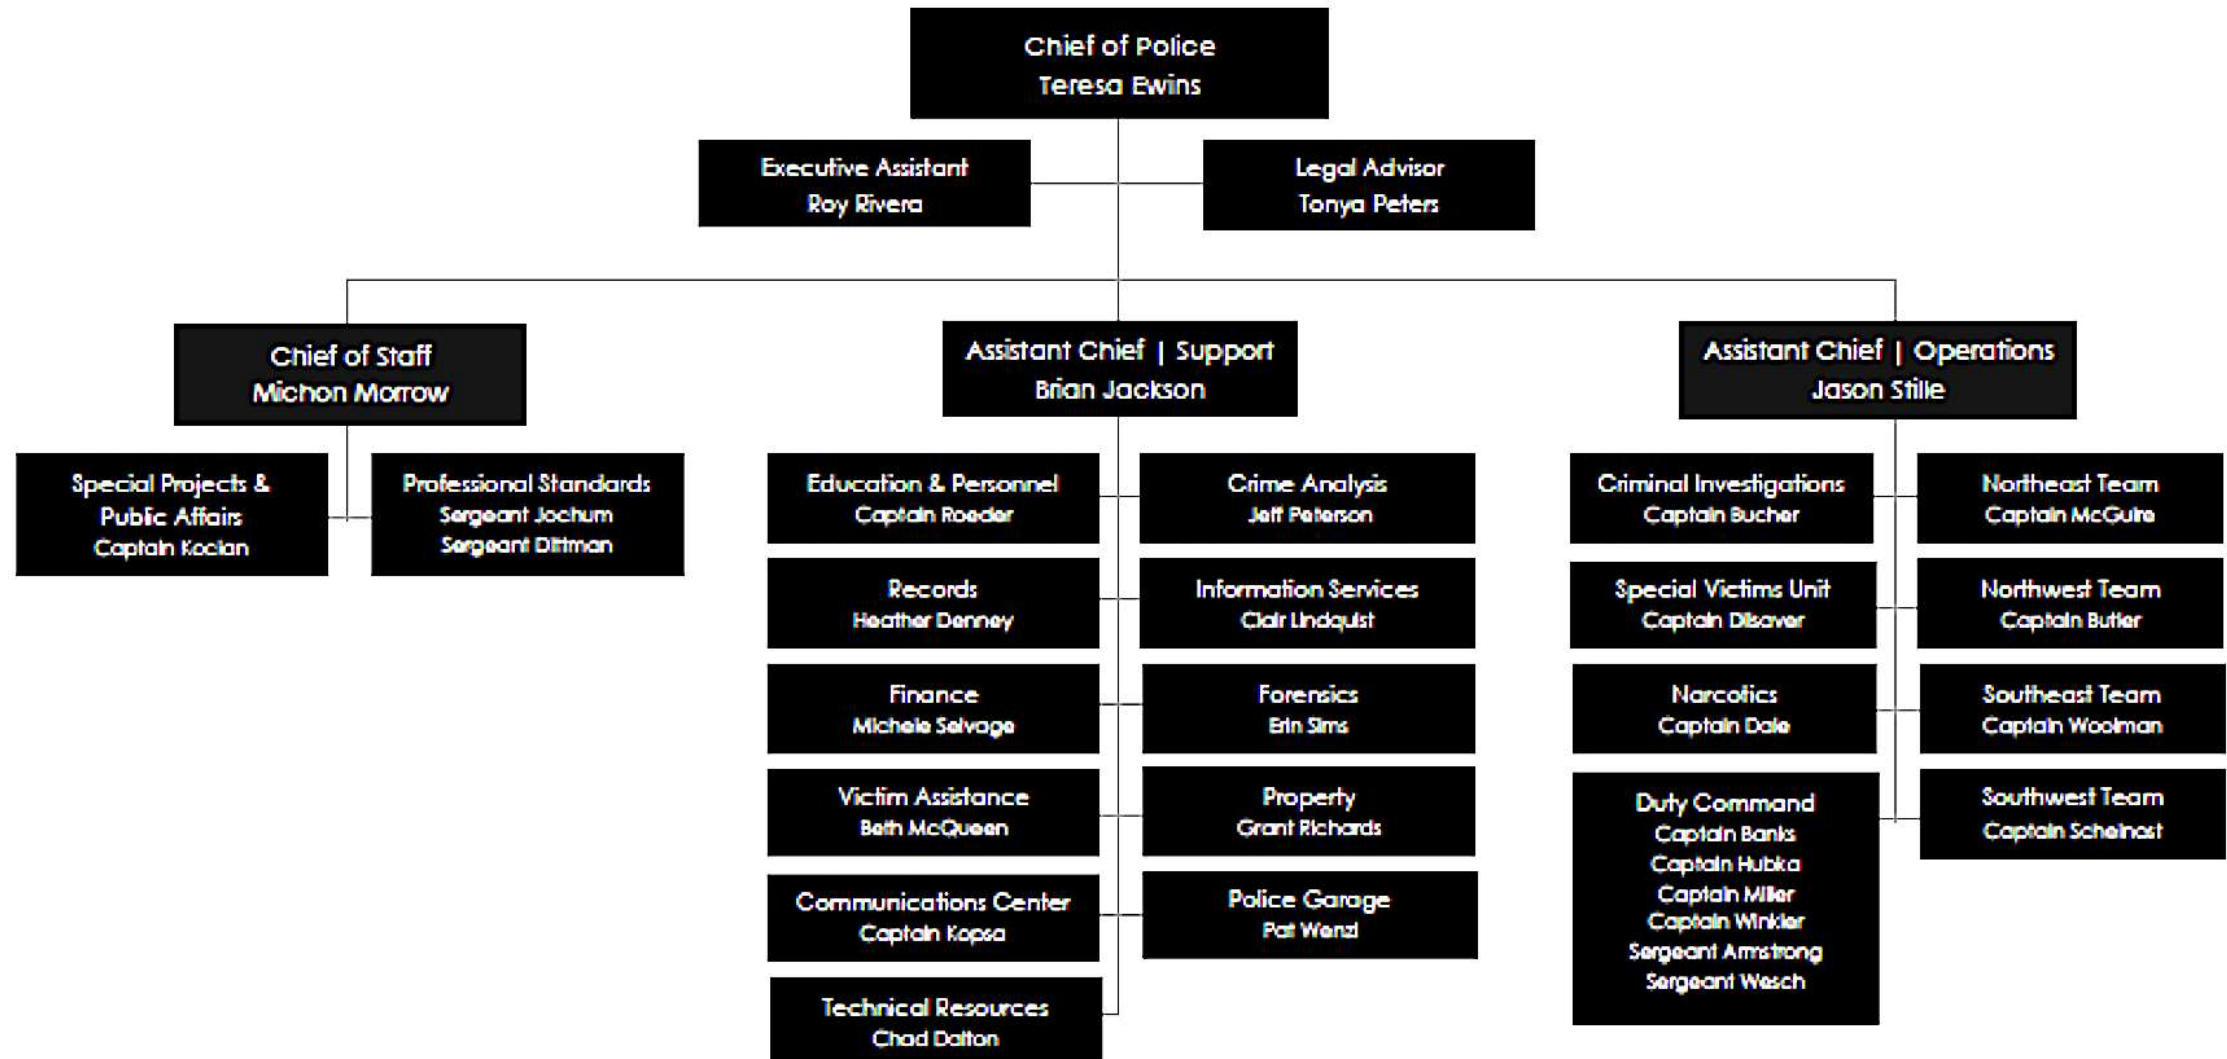 Chief of Police
Teresa Ewins
Executive Assistant
Roy Rivera
Legal Advisor
Tonya Peters
Chief of Staff
Michon Morrow
Assistant Chief | Support
Brian Jackson
Assistant Chief | Operations
Jason Stille
Special Projects &
Public Affairs
Captain Kocian
Professional Standards
Sergeant Jochum
Sergeant Dittman
Education & Personnel
Captain Roeder
Crime Analysis
Jeff Peterson
Records
Heather Denney
Information Services
Clair Lindquist
Finance
Michele Selvage
Forensics
Erin Sims
Victim Assistance
Beth McQueen
Property
Grant Richards
Communications Center
Captain Kopsa
Police Garage
Pat Wenzl
Technical Resources
Chad Dalton
Criminal Investigations
Captain Bucher
Northeast Team
Captain McGuire
Special Victims Unit
Captain Dilsaver
Northwest Team
Captain Butler
Narcotics
Captain Dale
Southeast Team
Captain Woolman
Duty Command
Captain Banks
Captain Hubka
Captain Miller
Captain Winkler
Sergeant Armstrong
Sergeant Wesch
Southwest Team
Captain Scheinost